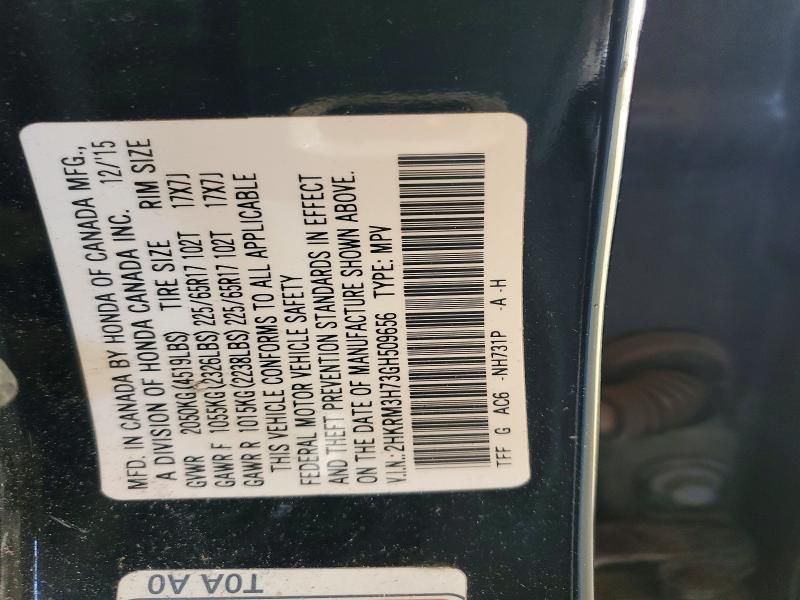 MFD. IN CANADA BY HONDA OF CANADA MFG.,
A DIVISION OF HONDA CANADA INC. 12/'15
GVWR 2050KG(4519LBS) TIRE SIZE RIM SIZE
GAWR F 1055KG(2326LBS) 225/65R17 102T 17X7J
GAWR R 1015KG(2238LBS) 225/65R17 102T 17X7J
THIS VEHICLE CONFORMS TO ALL APPLICABLE
FEDERAL MOTOR VEHICLE SAFETY
AND THEFT PREVENTION STANDARDS IN EFFECT
ON THE DATE OF MANUFACTURE SHOWN ABOVE.
V.I.N.:2HKRM3H73GH509656 TYPE: MPV
TFF G AC6 -NH731P -A -H
T0A A0